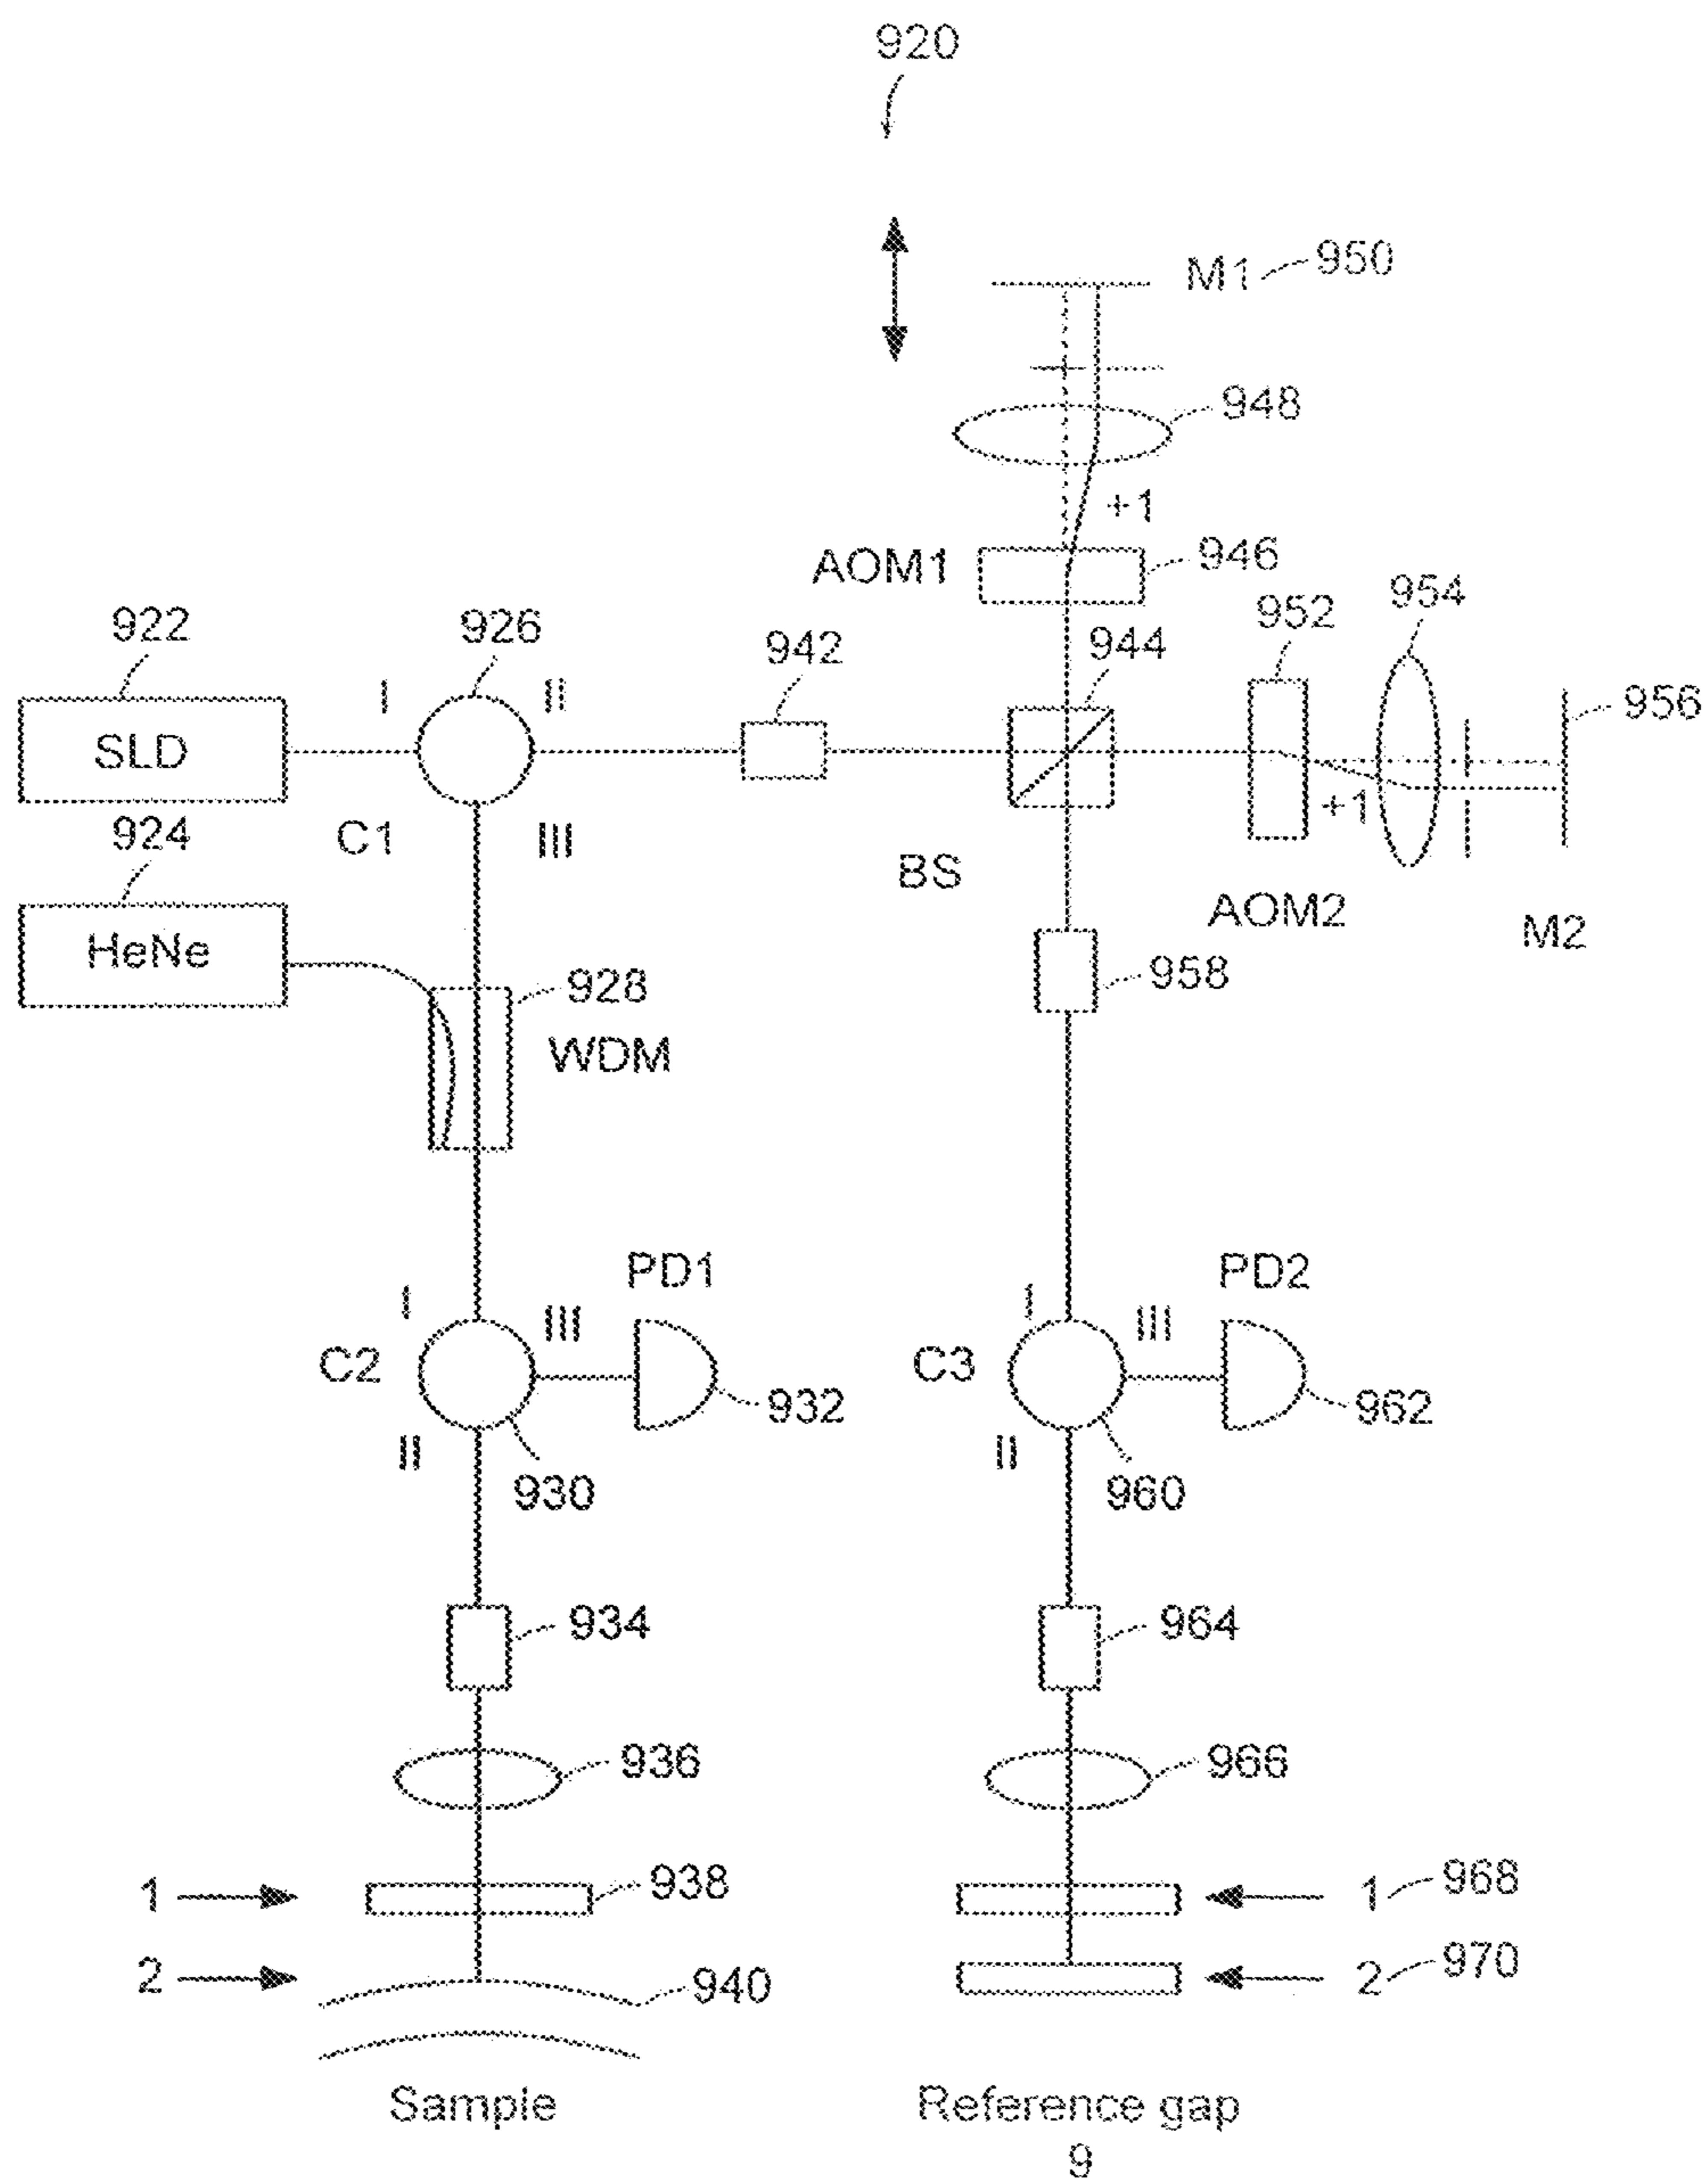 920
M1 950
948
+1
AOM1 946
952 954
922 926 942 944
I II
SLD 956
C1 III
924 BS +1
HeNe AOM2 M2
928 958
WDM
PD1 PD2
I III I III
C2 C3
932 962
II II
930 960
934 964
936 966
1 938 1 968
2 940 2 970
Sample Reference gap
9